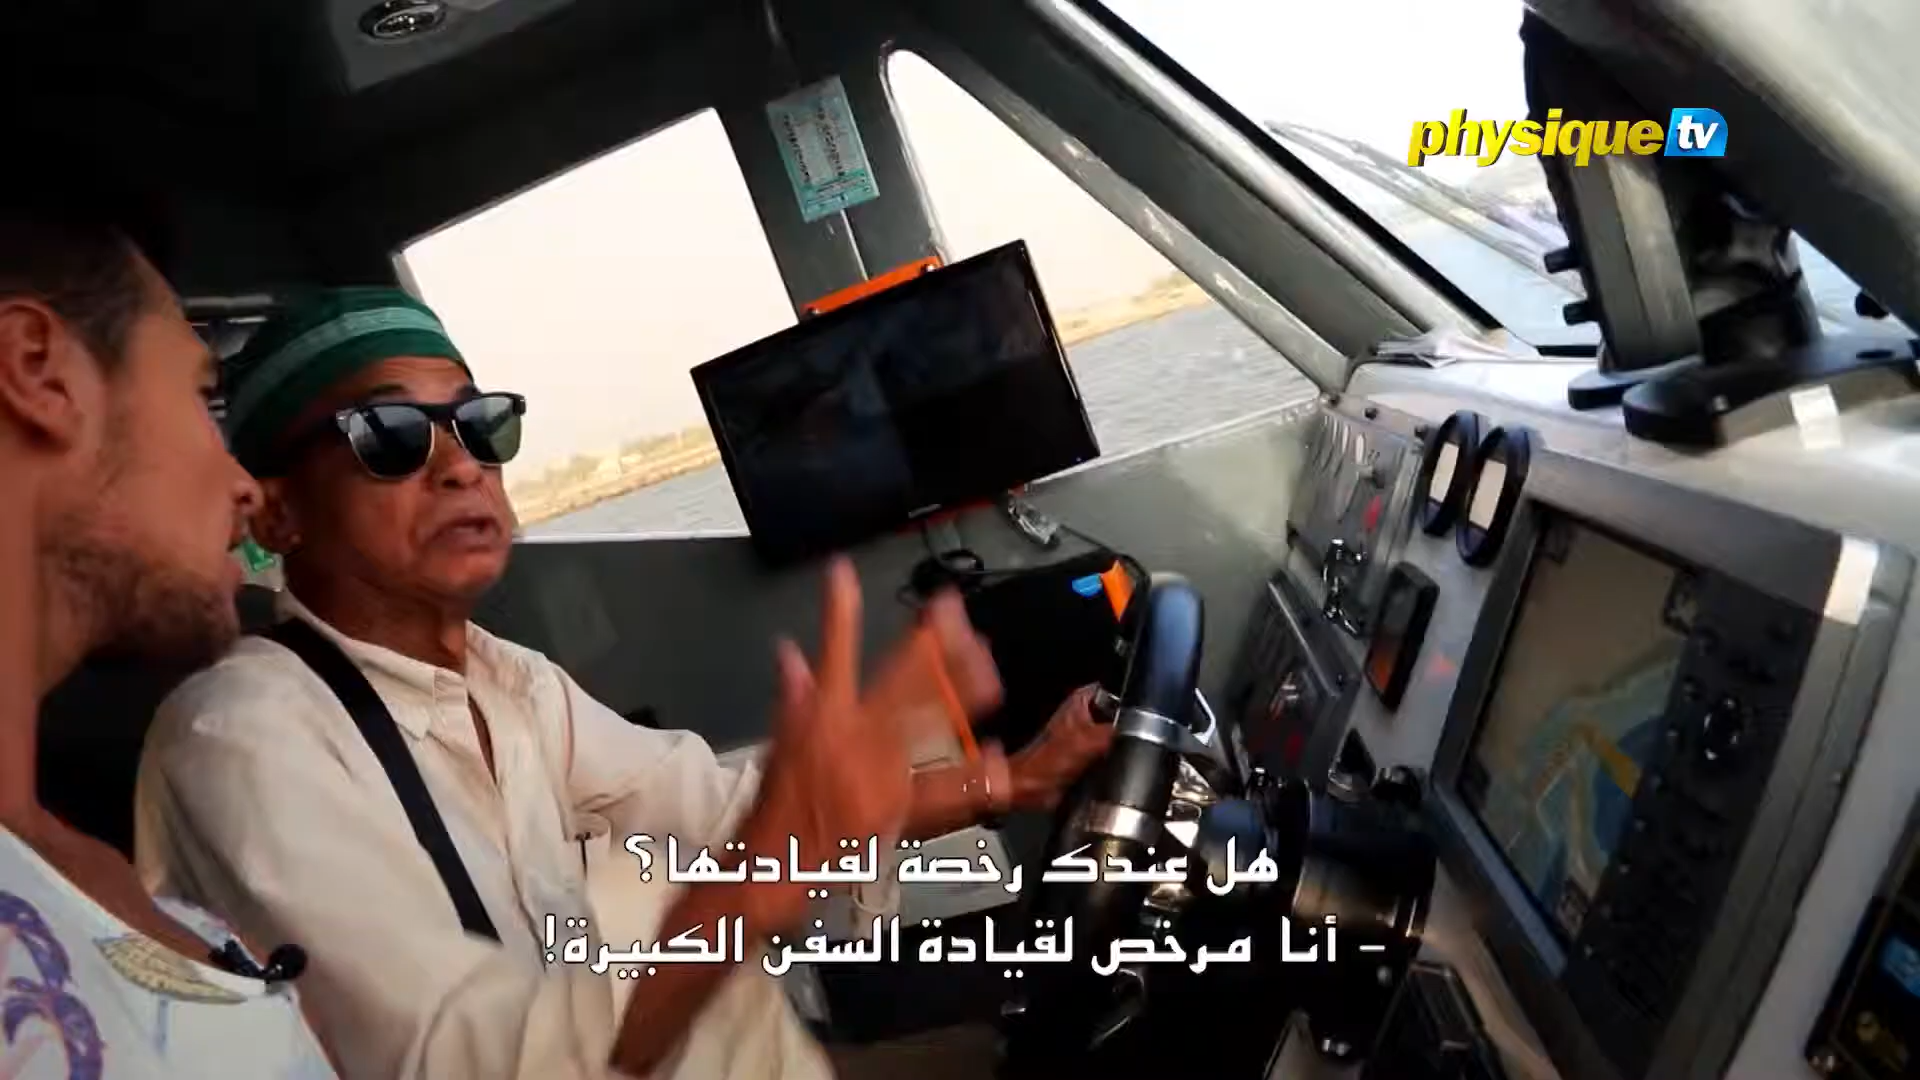 physique tv
هل عندك رخصة لقيادتها؟
- أنا مرخص لقيادة السفن الكبيرة!